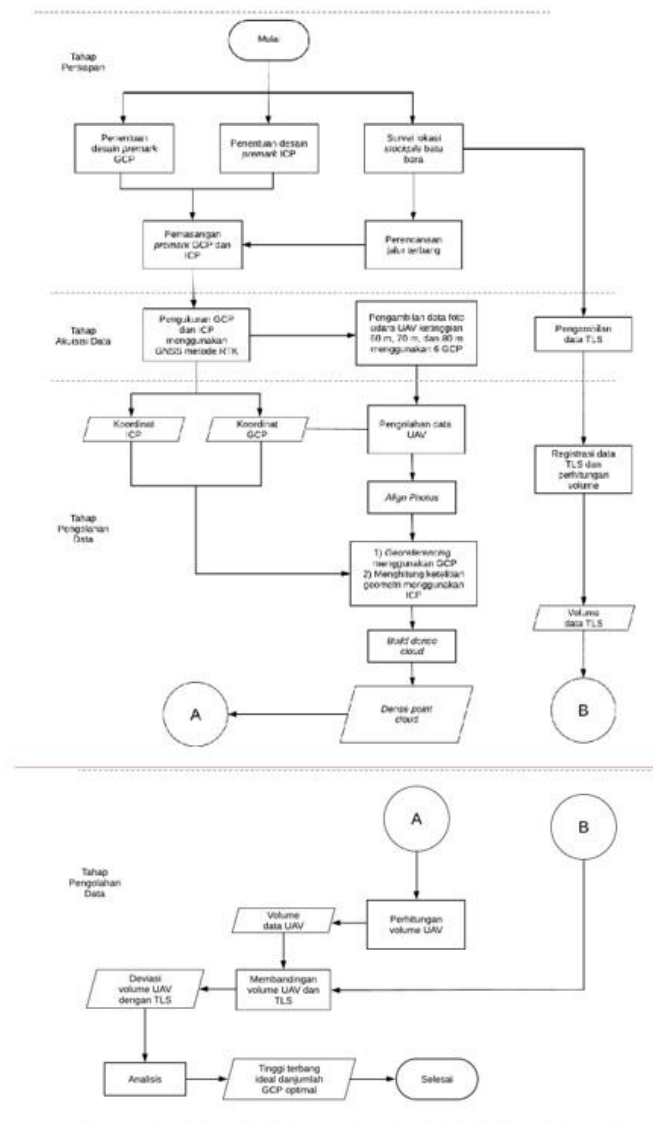 Mulai
Tahap
Persiapan
Penentuan
desain premark
GCP
Penentuan desain
premark ICP
Survei lokasi
stockpile batu
bara
Pemasangan
premark GCP dan
ICP
Perencanaan
jalur terbang
Tahap
Akuisisi Data
Pengukuran GCP
dan ICP
menggunakan
GNSS metode RTK
Pengambilan data foto
udara UAV ketinggian
60 m, 70 m, dan 80 m
menggunakan 6 GCP
Pengambilan
data TLS
Koordinat
ICP
Koordinat
GCP
Pengolahan data
UAV
Registrasi data
TLS dan
perhitungan
volume
Align Photos
Tahap
Pengolahan
Data
1) Georeferencing
menggunakan GCP
2) Menghitung ketelitian
geometri menggunakan
ICP
Volume
data TLS
Build dense
cloud
A
Dense point
cloud
B
A
B
Tahap
Pengolahan
Data
Volume
data UAV
Perhitungan
volume UAV
Deviasi
volume UAV
dengan TLS
Membandingan
volume UAV dan
TLS
Analisis
Tinggi terbang
ideal danjumlah
GCP optimal
Selesai